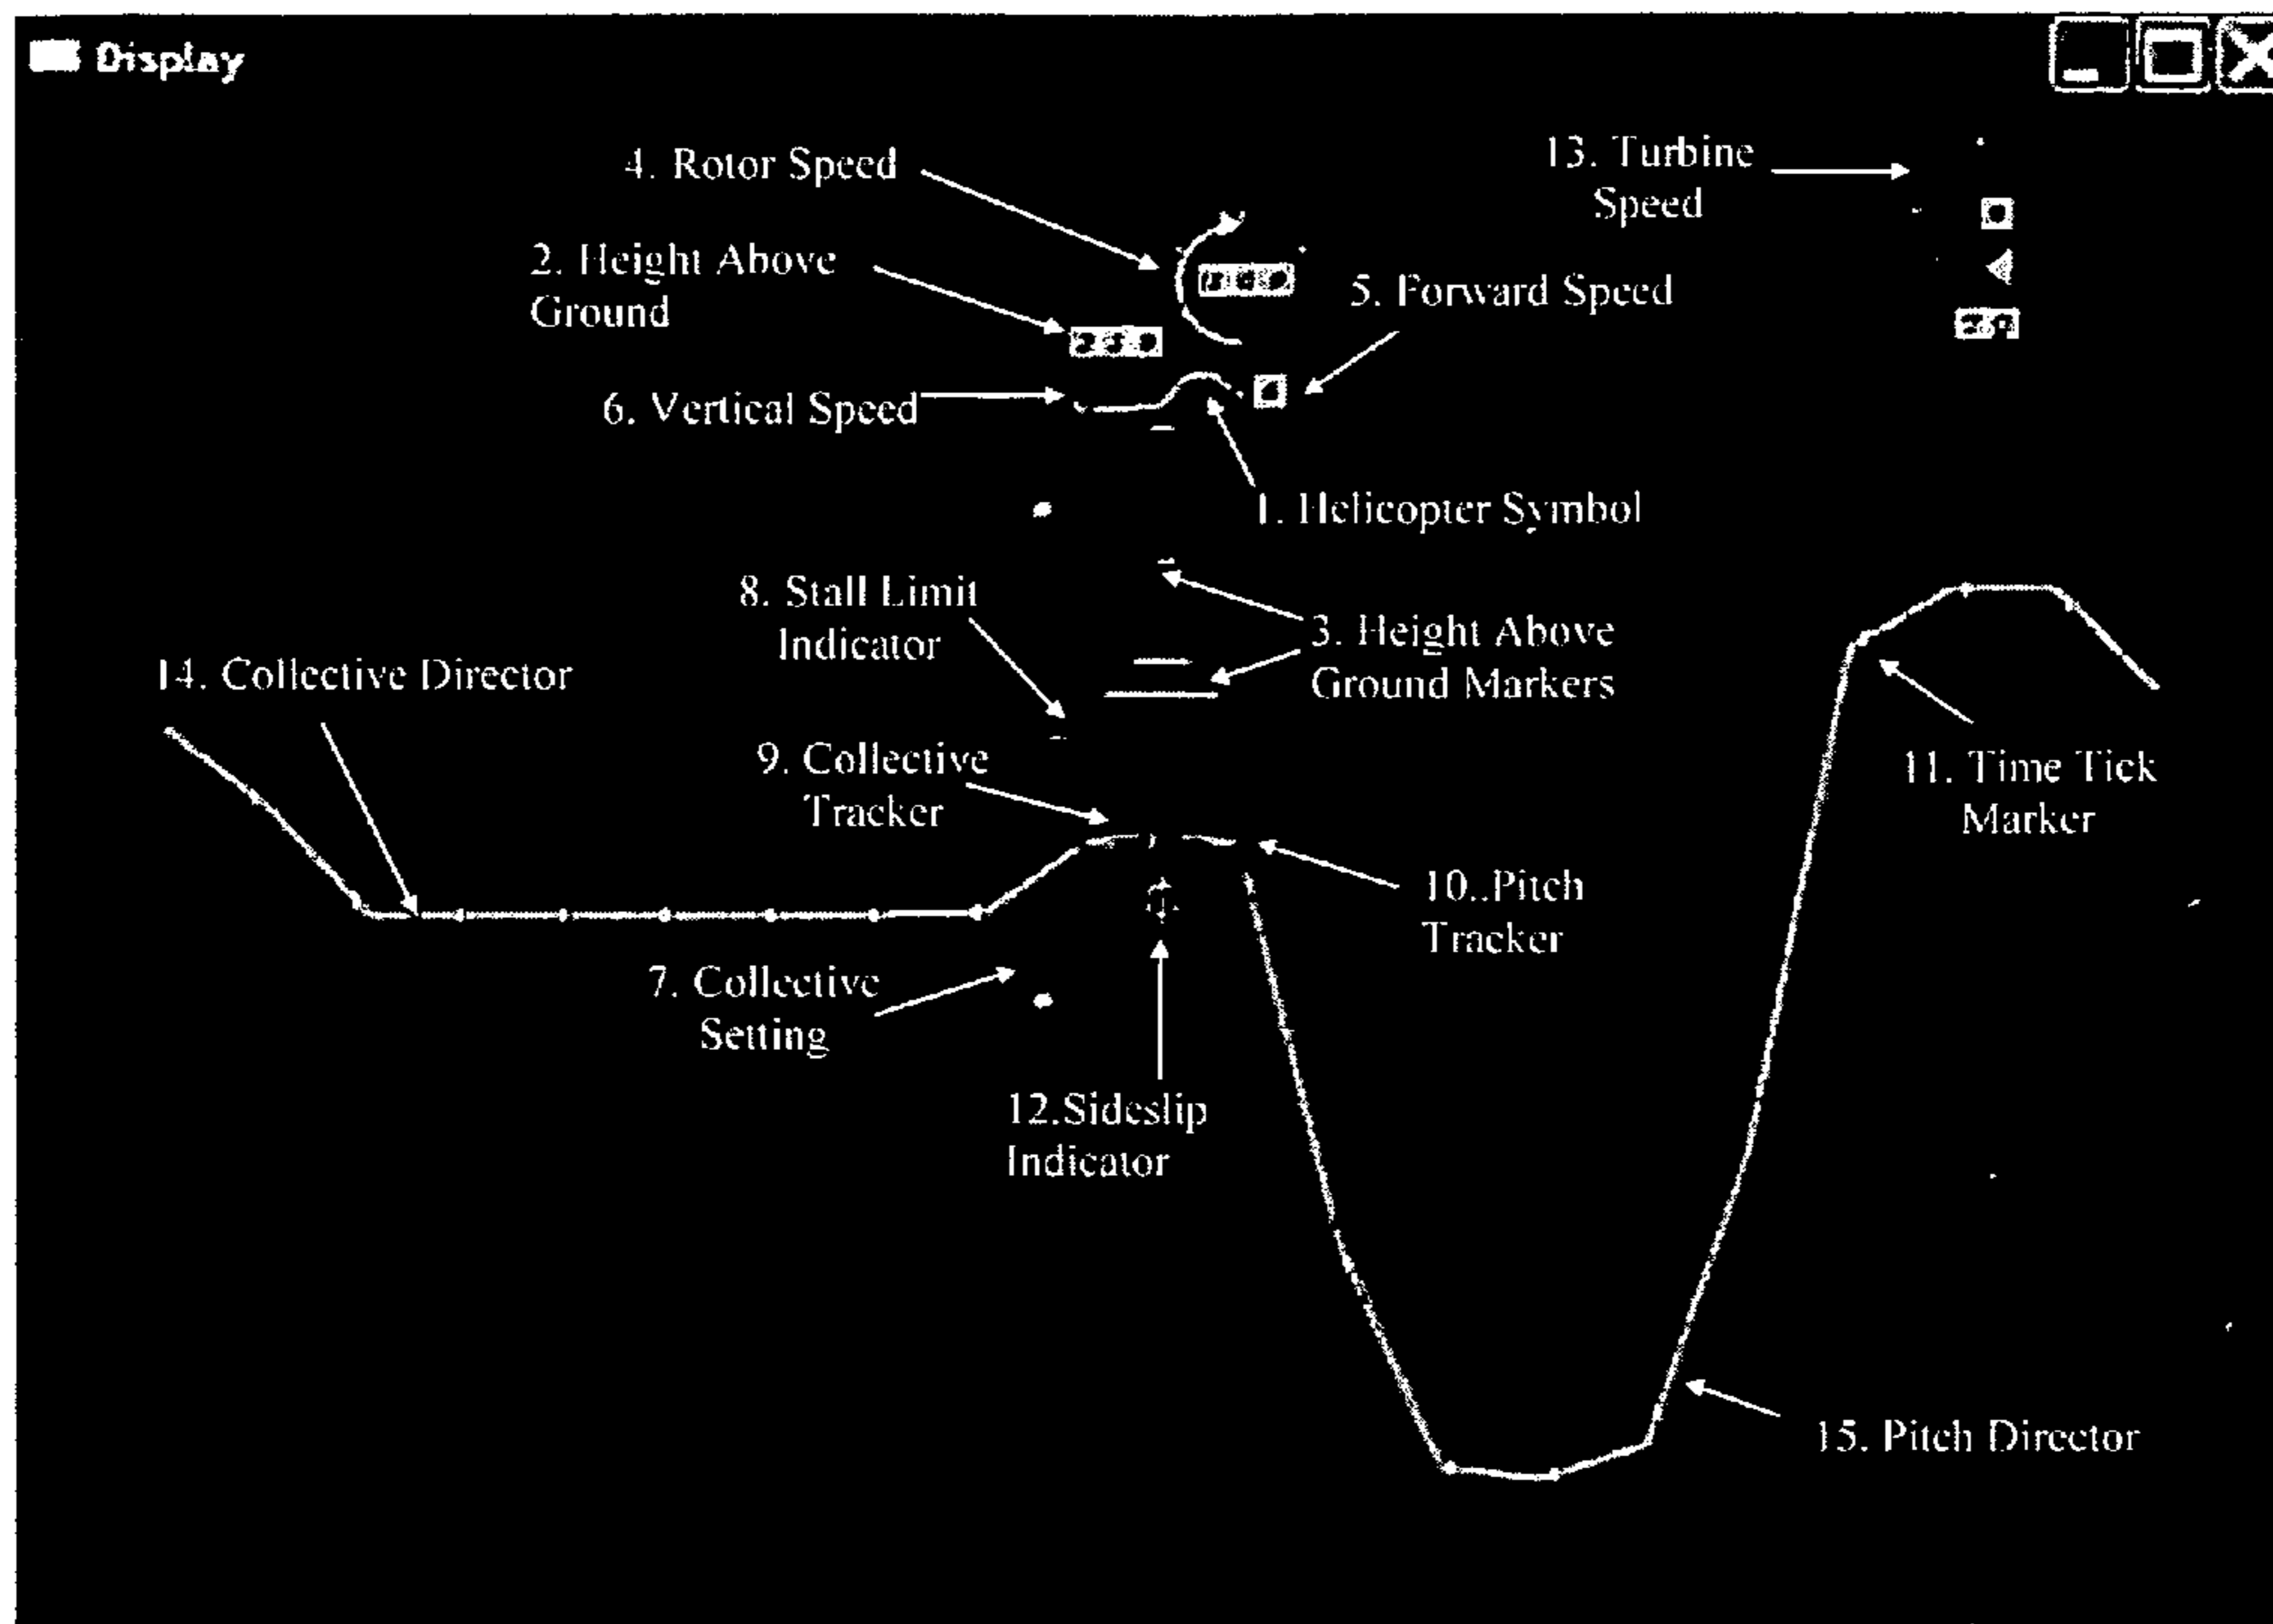 Display
4. Rotor Speed
13. Turbine
Speed
2. Height Above
Ground
5. Forward Speed
6. Vertical Speed
1. Helicopter Symbol
8. Stall Limit
Indicator
3. Height Above
Ground Markers
14. Collective Director
9. Collective
Tracker
11. Time Tick
Marker
10..Pitch
Tracker
7. Collective
Setting
12.Sideslip
Indicator
15. Pitch Director